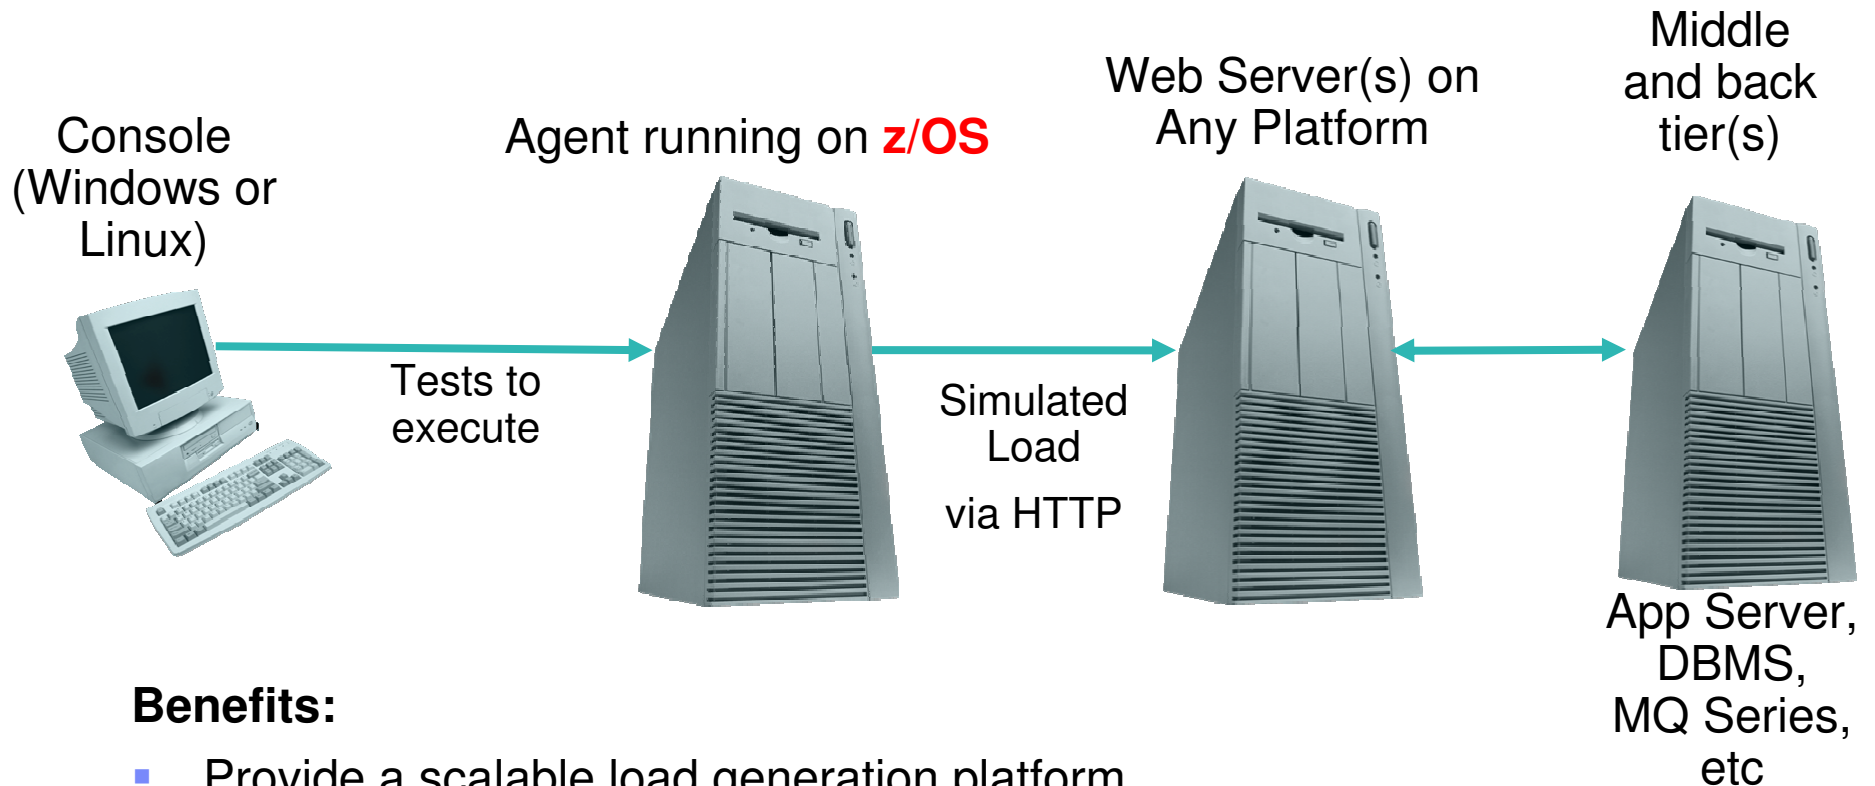 Console
(Windows or
Linux)
Agent running on z/OS
Web Server(s) on
Any Platform
Middle
and back
tier(s)
Tests to
execute
Simulated
Load
via HTTP
App Server,
DBMS,
MQ Series,
etc
Benefits:
Provide a scalable load generation platform